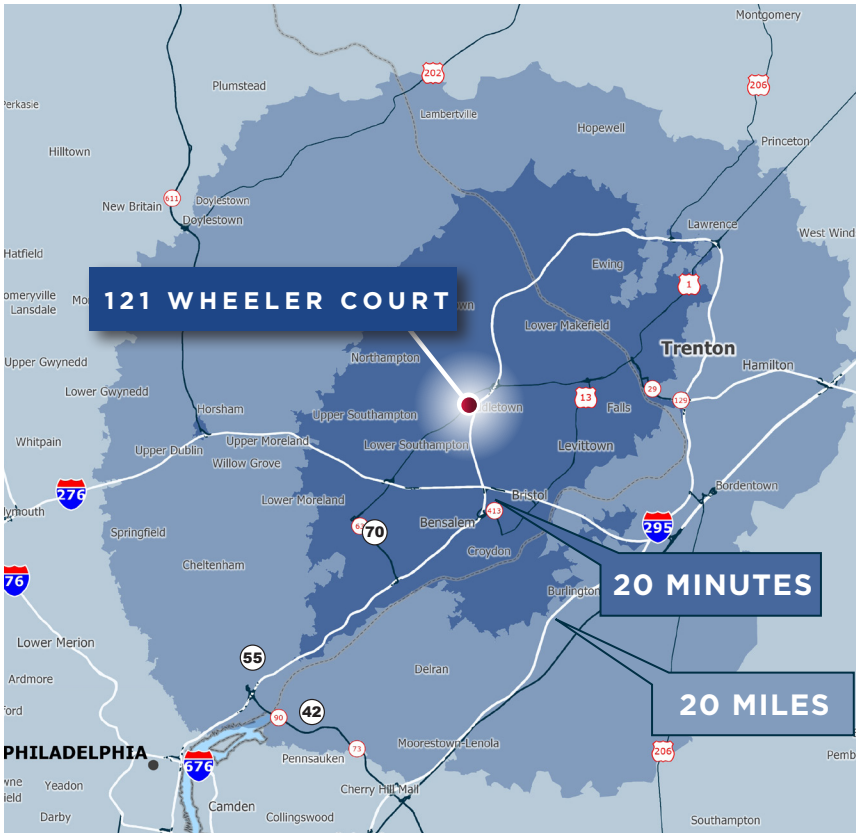 Montgomery
202
206
Plumstead
Perkasie
Lambertville
Hopewell
Princeton
Hilltown
611
Doylestown
New Britain
Doylestown
Lawrence
West Wind
Hatfield
Ewing
1
121 WHEELER COURT
Lansdale
Lower Makefield
Trenton
Northampton
Upper Gwynedd
Hamilton
29
Lower Gwynedd
13
129
Horsham
Upper Southampton
Falls
Whitpain
Upper Dublin
Upper Moreland
Lower Southampton
Levittown
Willow Grove
276
Lower Moreland
Bristol
Bordentown
413
Bensalem
63
70
295
Springfield
Croydon
Cheltenham
76
20 MINUTES
Burlington
Lower Merion
55
Delran
Ardmore
20 MILES
42
90
Moorestown-Lenola
PHILADELPHIA
73
206
Pennsauken
676
Yeadon
Cherry Hill Mall
Camden
Darby
Collingswood
Southampton